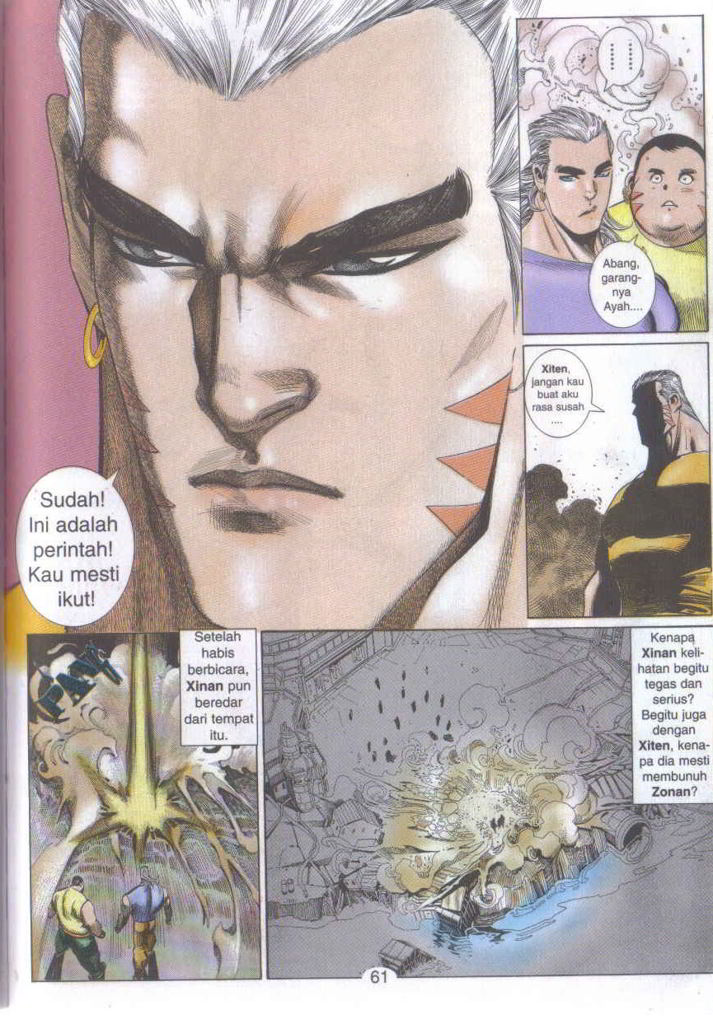 Sudah!
Ini adalah
perintah!
Kau mesti
ikut!
........
Abang,
garang-
nya
Ayah....
Xiten,
jangan kau
buat aku
rasa susah
....
PANG
Setelah
habis
berbicara,
Xinan pun
beredar
dari tempat
itu.
Kenapa
Xinan keli-
hatan begitu
tegas dan
serius?
Begitu juga
dengan
Xiten, kena-
pa dia mesti
membunuh
Zonan?
61